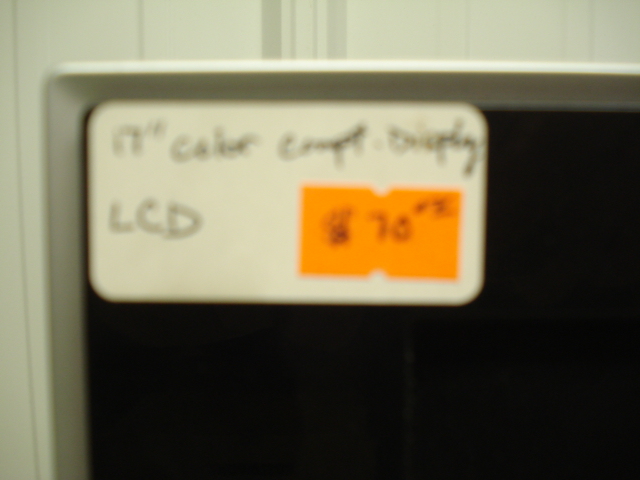 17" color compt. Display
LCD
$ 70